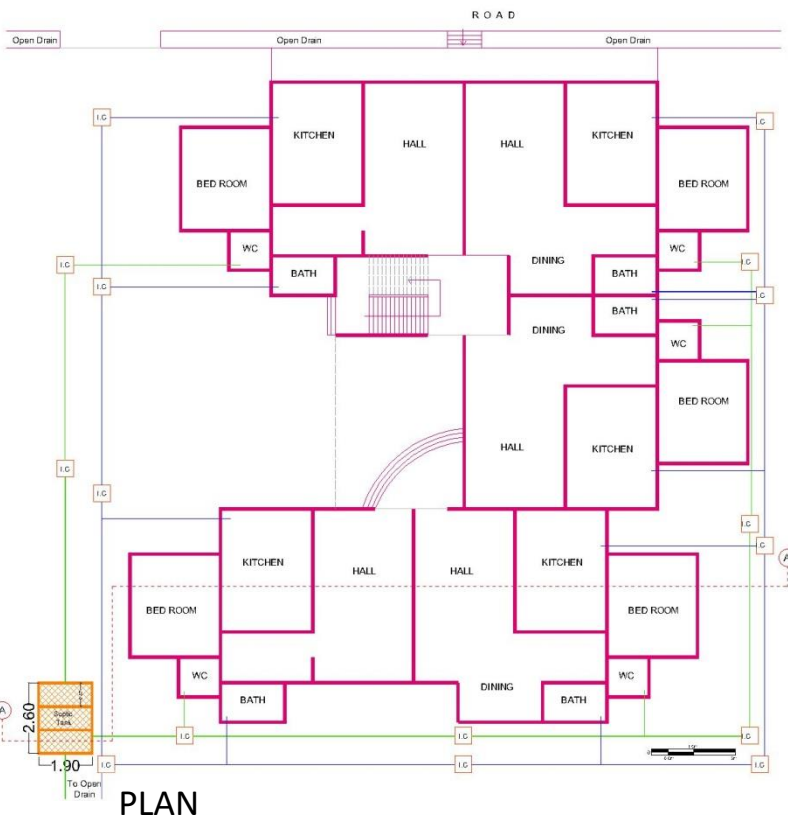 ROAD
Open Drain
Open Drain
Open Drain
I.C
I.C
KITCHEN
HALL
HALL
KITCHEN
BED ROOM
BED ROOM
WC
WC
I.C
I.C
DINING
BATH
BATH
I.C
I.C
BATH
DINING
WC
BED ROOM
HALL
KITCHEN
I.C
I.C
I.C
I.C
KITCHEN
HALL
HALL
KITCHEN
A
BED ROOM
BED ROOM
WC
WC
DINING
BATH
BATH
A
2.60
Septic
Tank
I.C
I.C
I.C
1.90
I.C
I.C
I.C
To Open
Drain
PLAN